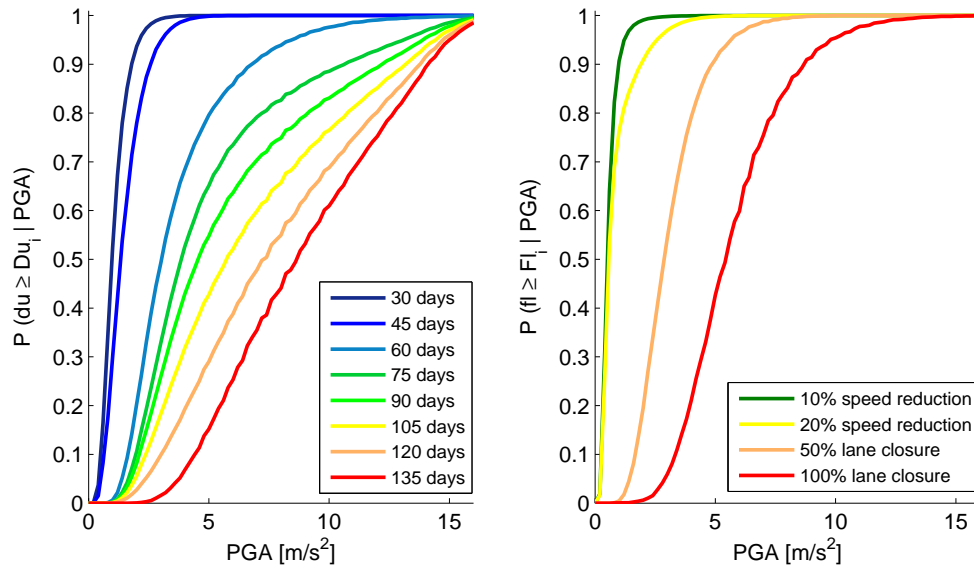 P (du ≥ Du_i | PGA)
1
0.9
0.8
0.7
0.6
0.5
0.4
0.3
0.2
0.1
0
0 5 10 15
PGA [m/s²]
30 days
45 days
60 days
75 days
90 days
105 days
120 days
135 days
P (fl ≥ Fl_i | PGA)
1
0.9
0.8
0.7
0.6
0.5
0.4
0.3
0.2
0.1
0
0 5 10 15
PGA [m/s²]
10% speed reduction
20% speed reduction
50% lane closure
100% lane closure